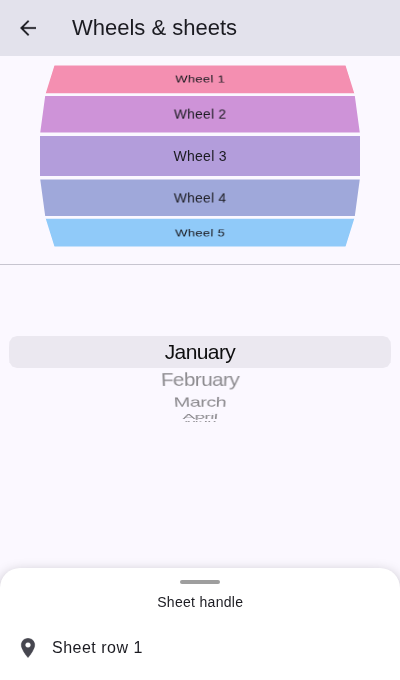 Wheels & sheets
Wheel 1
Wheel 2
Wheel 3
Wheel 4
Wheel 5
January
February
March
April
Sheet handle
Sheet row 1